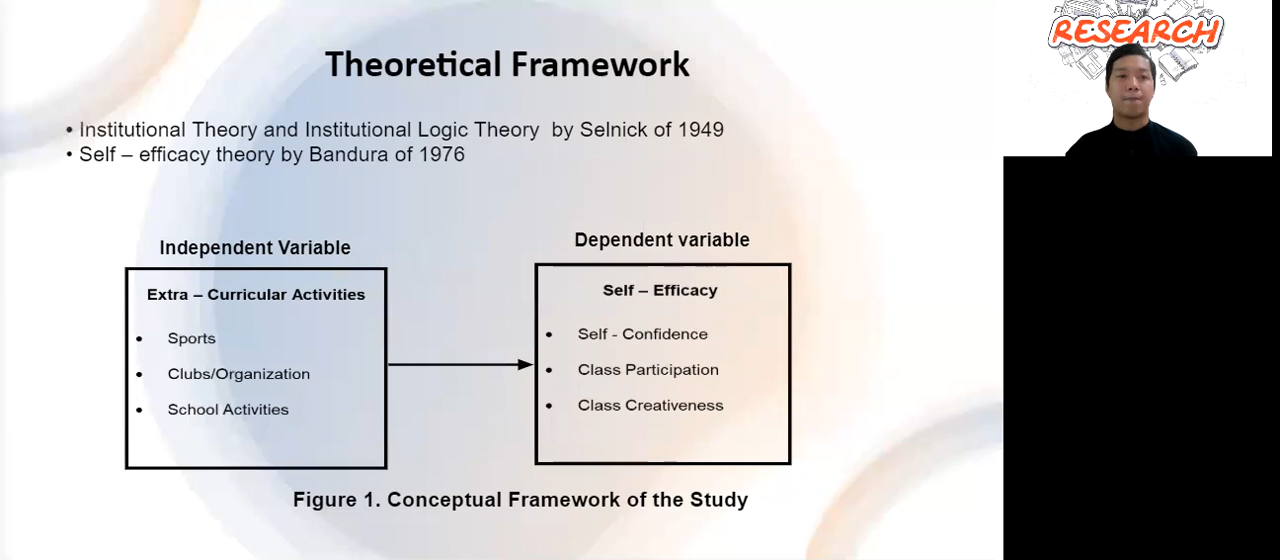 RESEARCH
Theoretical Framework
• Institutional Theory and Institutional Logic Theory by Selnick of 1949
• Self – efficacy theory by Bandura of 1976
Independent Variable
Extra – Curricular Activities
• Sports
• Clubs/Organization
• School Activities
Dependent variable
Self – Efficacy
• Self - Confidence
• Class Participation
• Class Creativeness
Figure 1. Conceptual Framework of the Study